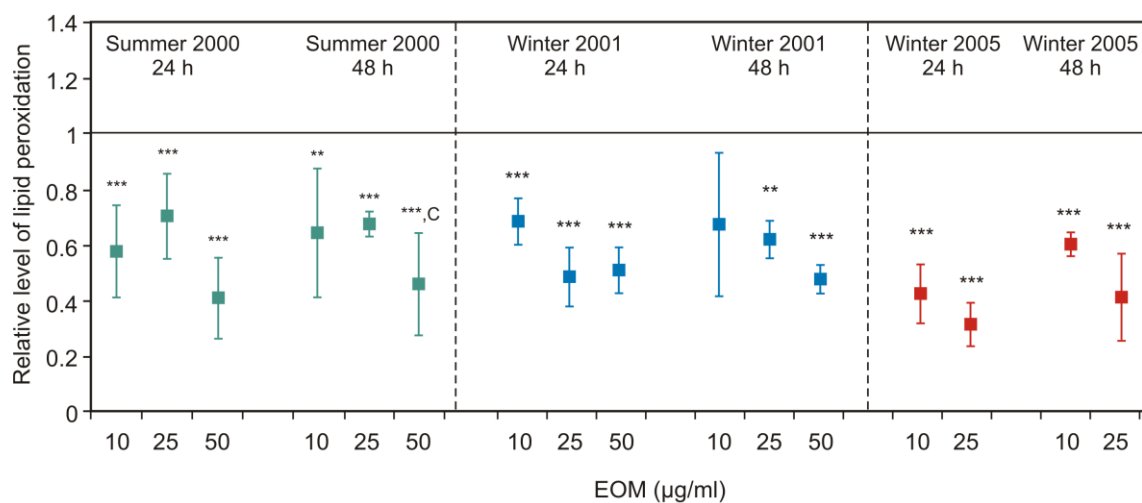 1.4
1.2
1
0.8
0.6
0.4
0.2
0
Relative level of lipid peroxidation
Summer 2000
24 h
Summer 2000
48 h
Winter 2001
24 h
Winter 2001
48 h
Winter 2005
24 h
Winter 2005
48 h
***
***
***
**
***
***,C
***
***
***
**
***
***
***
***
***
10 25 50 10 25 50 10 25 50 10 25 50 10 25 10 25
EOM (µg/ml)